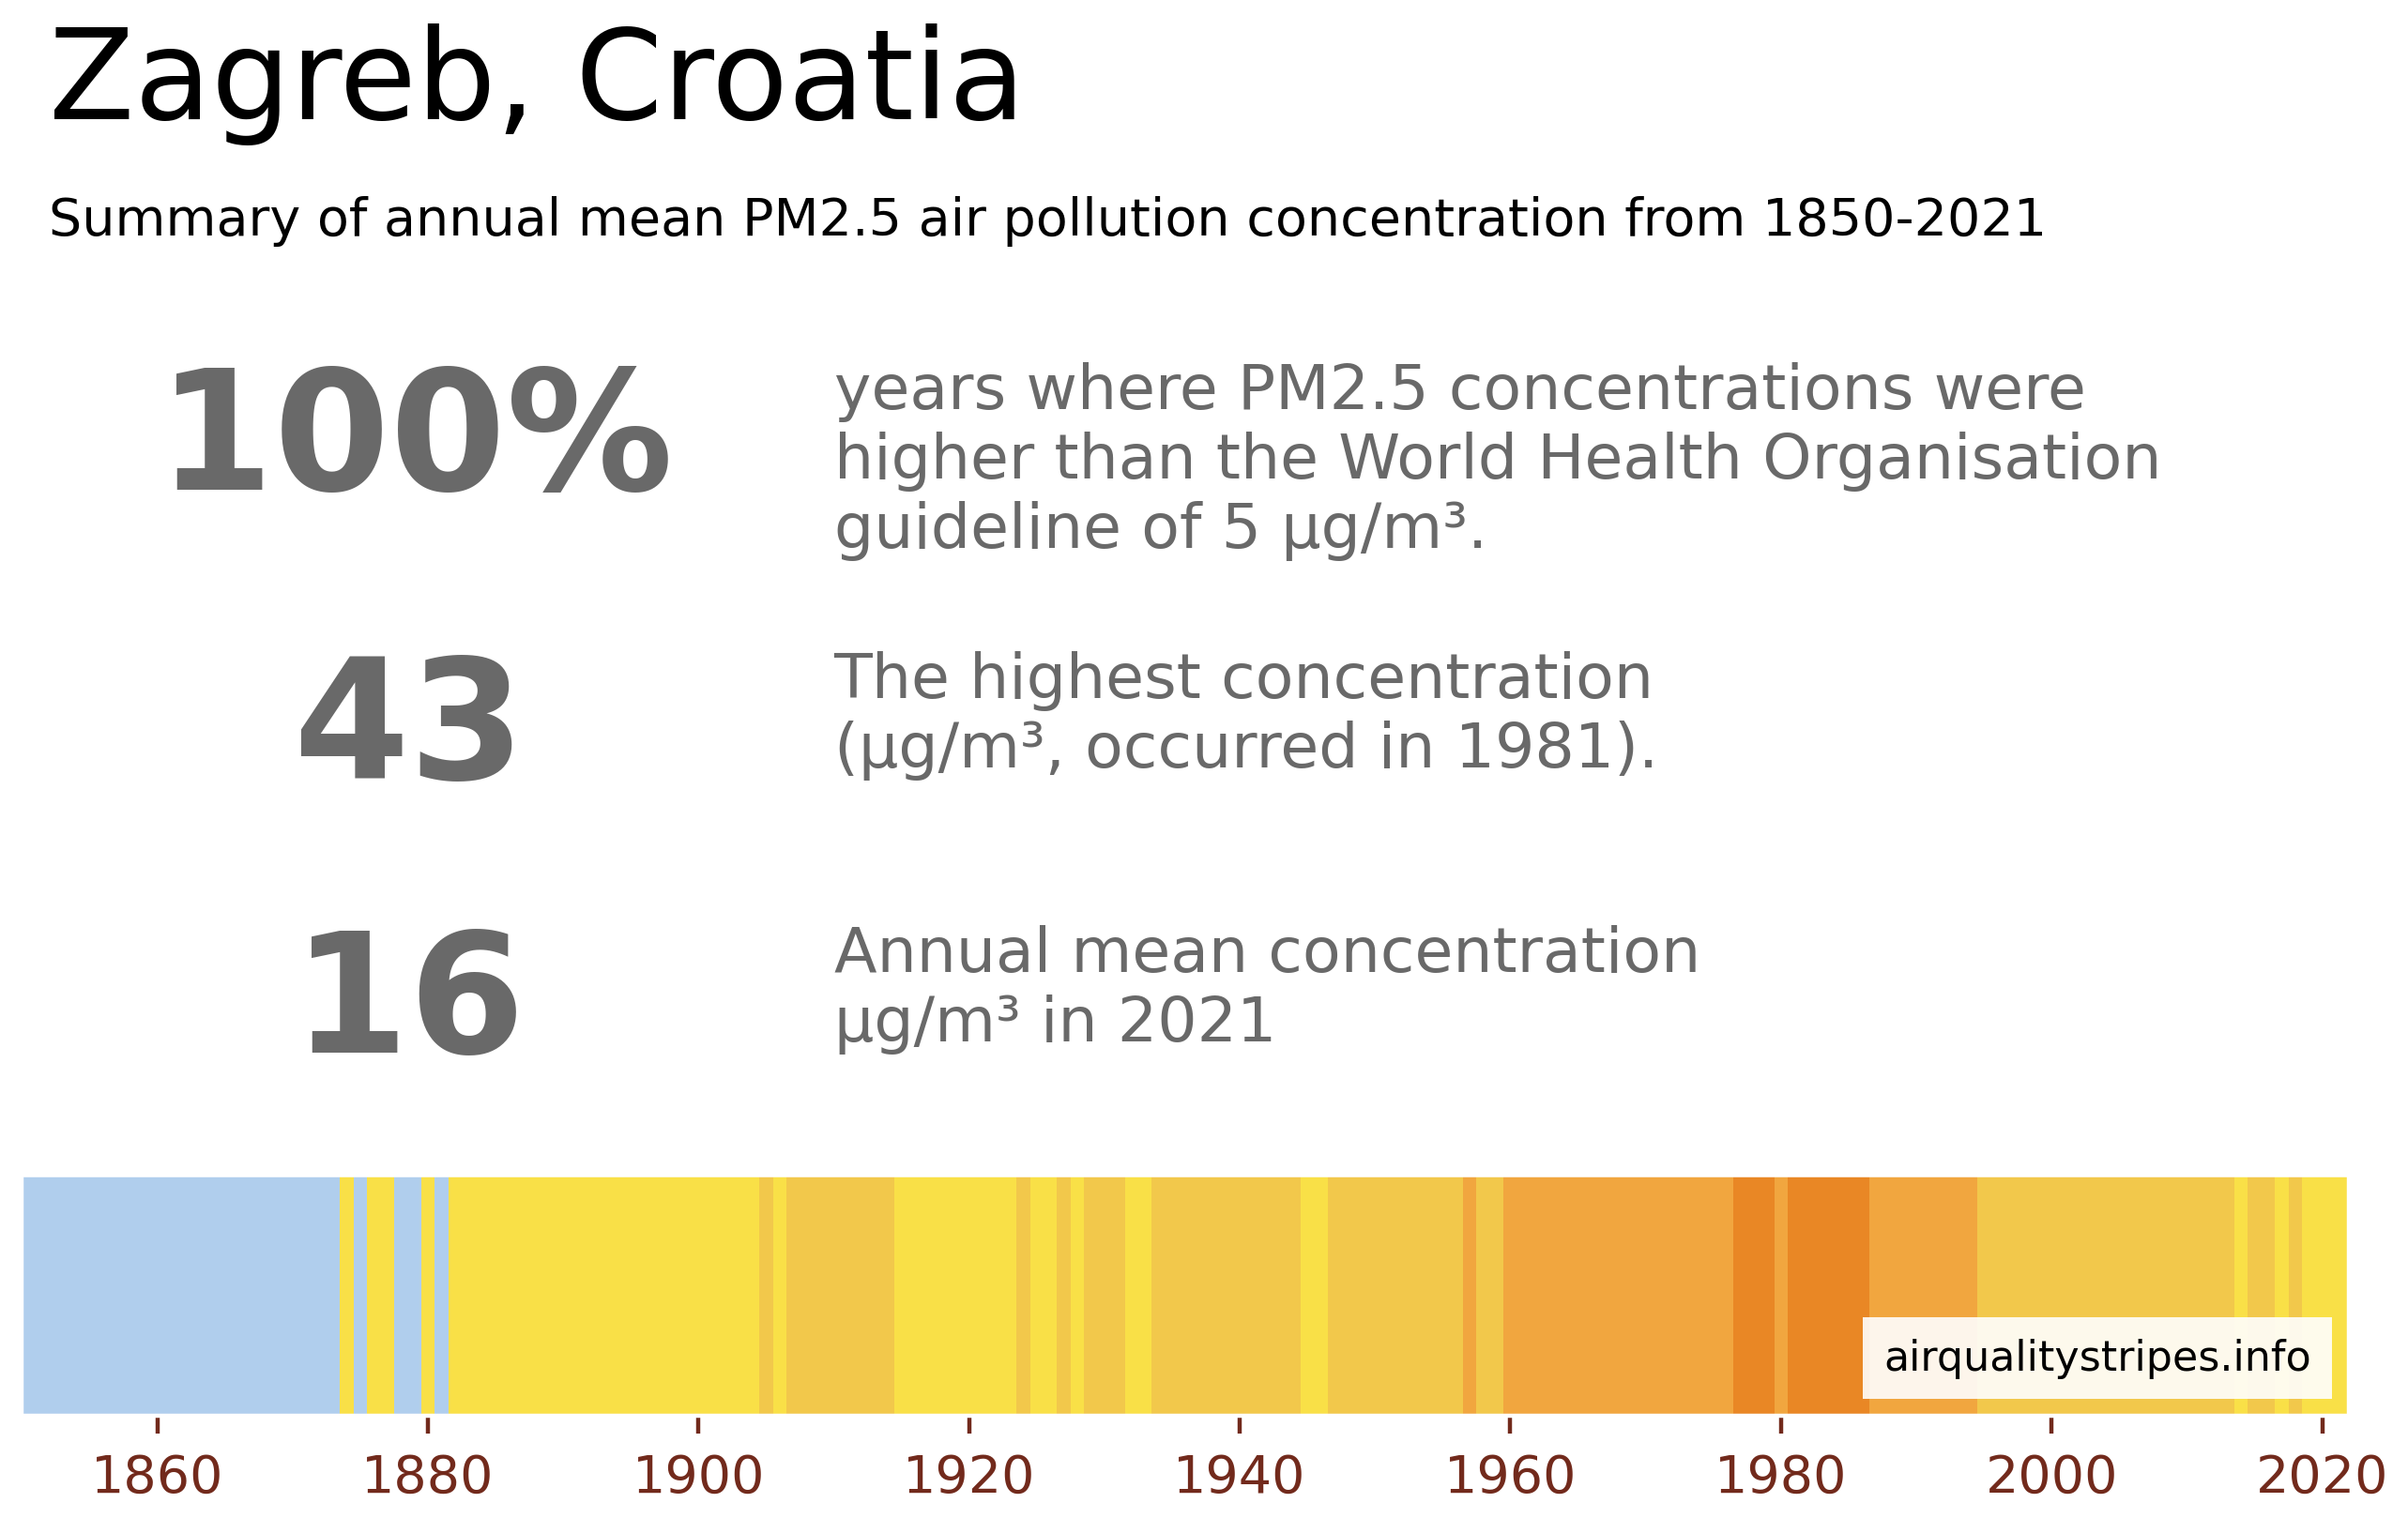 Zagreb, Croatia
Summary of annual mean PM2.5 air pollution concentration from 1850-2021
100%
years where PM2.5 concentrations were
higher than the World Health Organisation
guideline of 5 µg/m³.
43
The highest concentration
(µg/m³, occurred in 1981).
16
Annual mean concentration
µg/m³ in 2021
airqualitystripes.info
1860 1880 1900 1920 1940 1960 1980 2000 2020